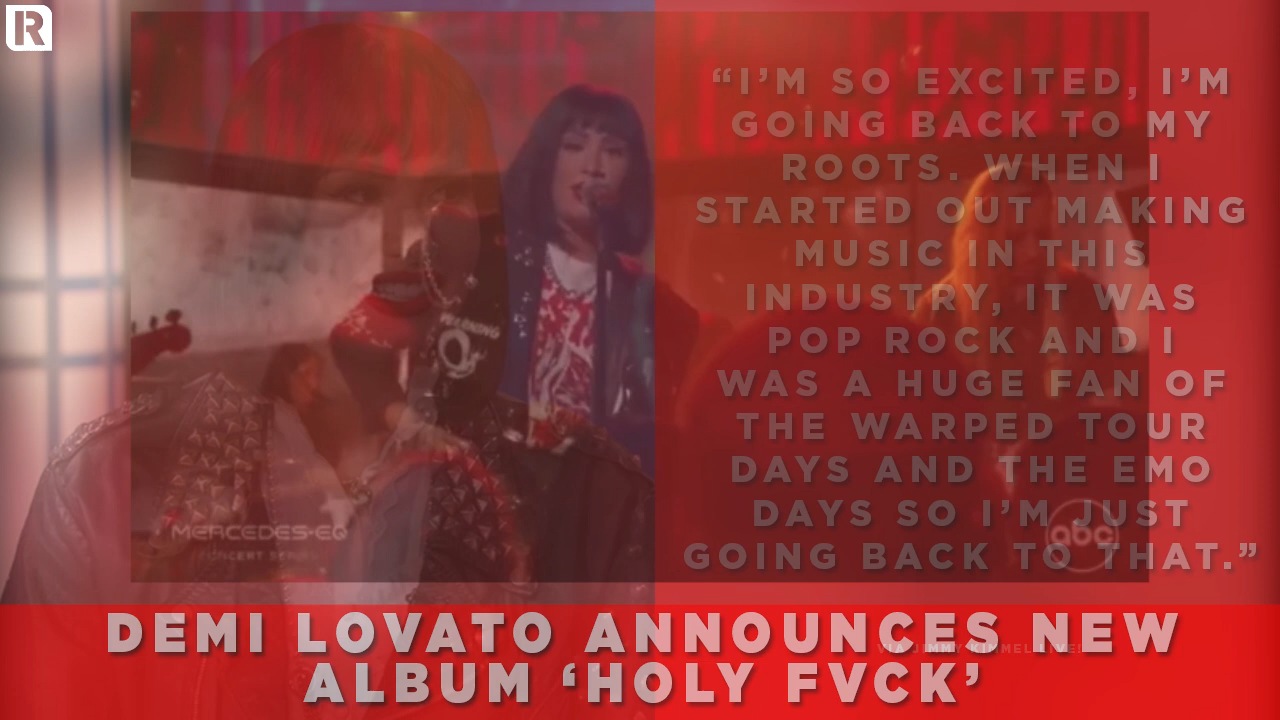 R
“I’M SO EXCITED, I’M
GOING BACK TO MY
ROOTS. WHEN I
STARTED OUT MAKING
MUSIC IN THIS
INDUSTRY, IT WAS
POP ROCK AND I
WAS A HUGE FAN OF
THE WARPED TOUR
DAYS AND THE EMO
DAYS SO I’M JUST
GOING BACK TO THAT.”
MERCEDES-EQ
CONCERT SERIES
abc
DEMI LOVATO ANNOUNCES NEW
ALBUM ‘HOLY FVCK’
VIA JIMMY KIMMEL LIVE!